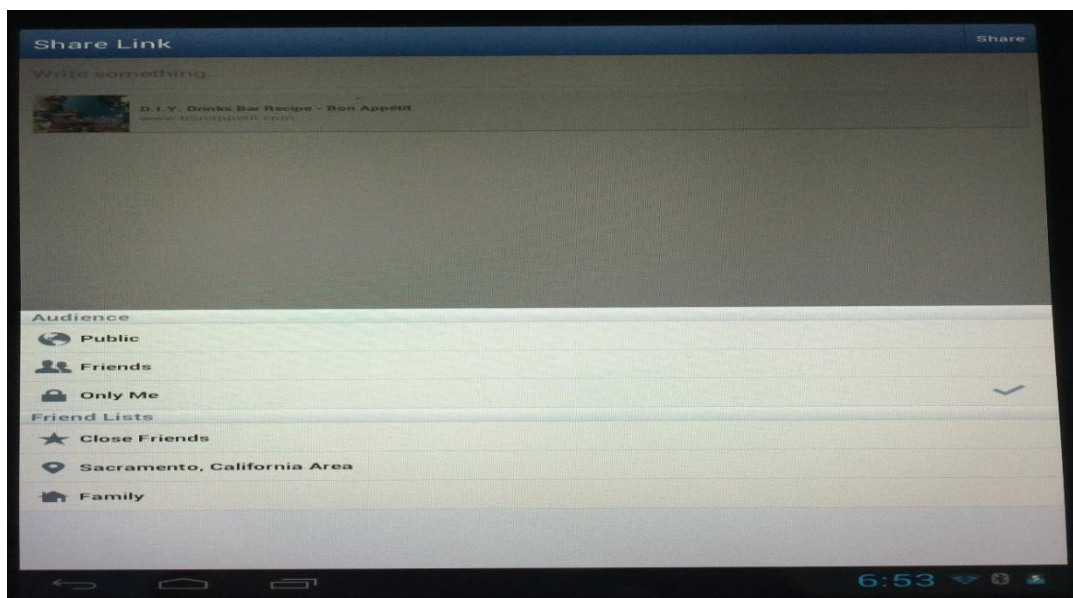 Share Link
Share
Write something...
D.I.Y. Drinks Bar Recipe - Bon Appétit
www.bonappetit.com
Audience
Public
Friends
Only Me
Friend Lists
Close Friends
Sacramento, California Area
Family
6:53